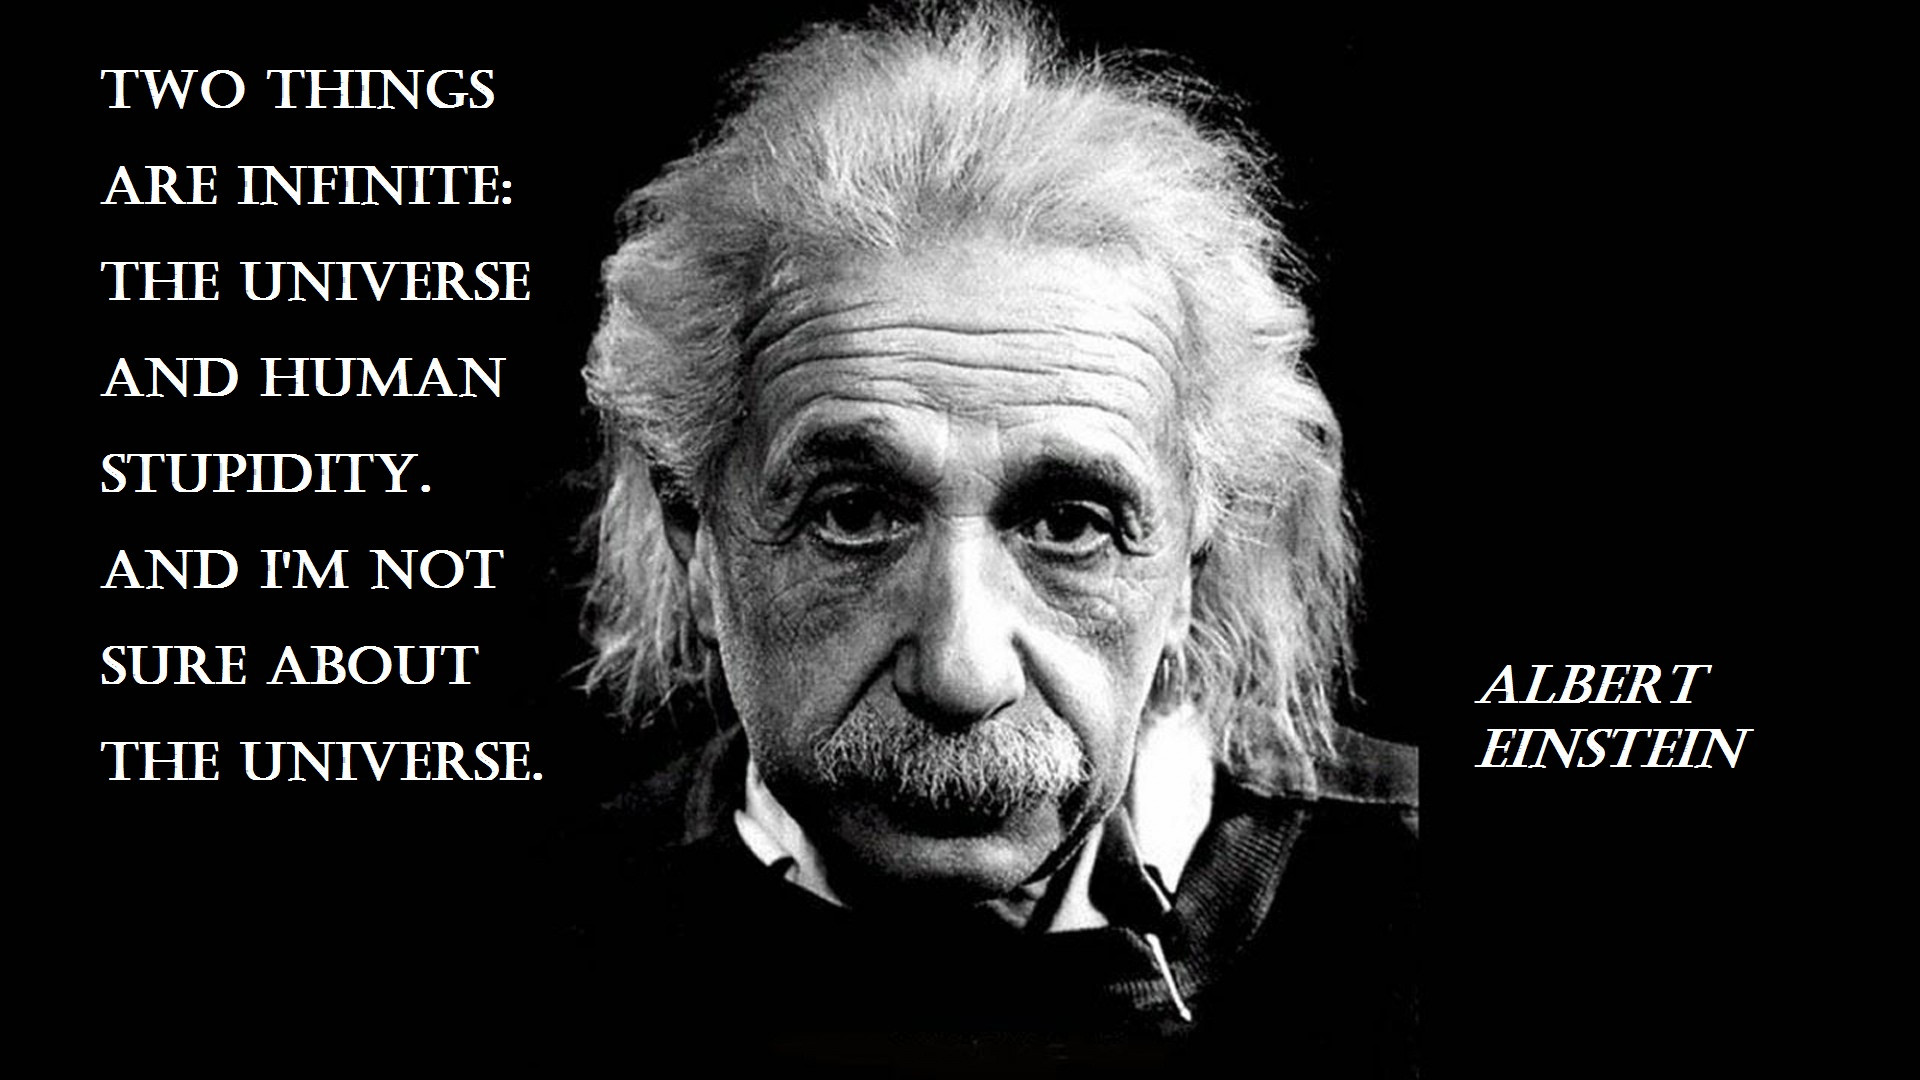 TWO THINGS
ARE INFINITE:
THE UNIVERSE
AND HUMAN
STUPIDITY.
AND I'M NOT
SURE ABOUT
THE UNIVERSE.
ALBERT
EINSTEIN